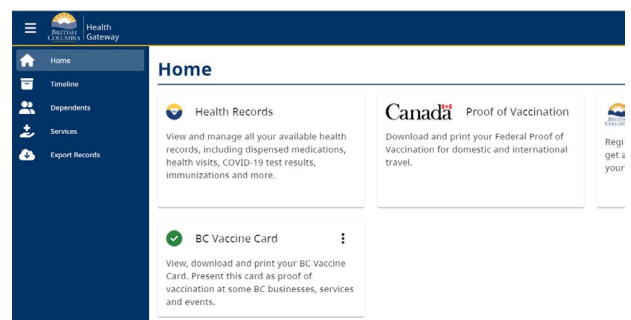 BRITISH
COLUMBIA
Health
Gateway
Home
Timeline
Dependents
Services
Export Records
Home
Health Records
View and manage all your available health
records, including dispensed medications,
health visits, COVID-19 test results,
immunizations and more.
Canada Proof of Vaccination
Download and print your Federal Proof of
Vaccination for domestic and international
travel.
Regi
get a
your
BC Vaccine Card
View, download and print your BC Vaccine
Card. Present this card as proof of
vaccination at some BC businesses, services
and events.